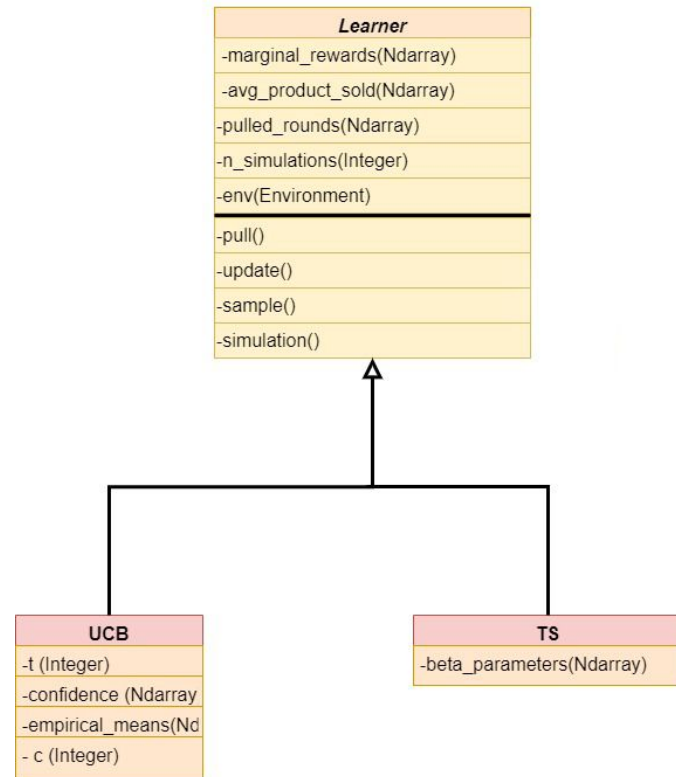 Learner
-marginal_rewards(Ndarray)
-avg_product_sold(Ndarray)
-pulled_rounds(Ndarray)
-n_simulations(Integer)
-env(Environment)
-pull()
-update()
-sample()
-simulation()
UCB
-t (Integer)
-confidence (Ndarray
-empirical_means(Nd
- c (Integer)
TS
-beta_parameters(Ndarray)